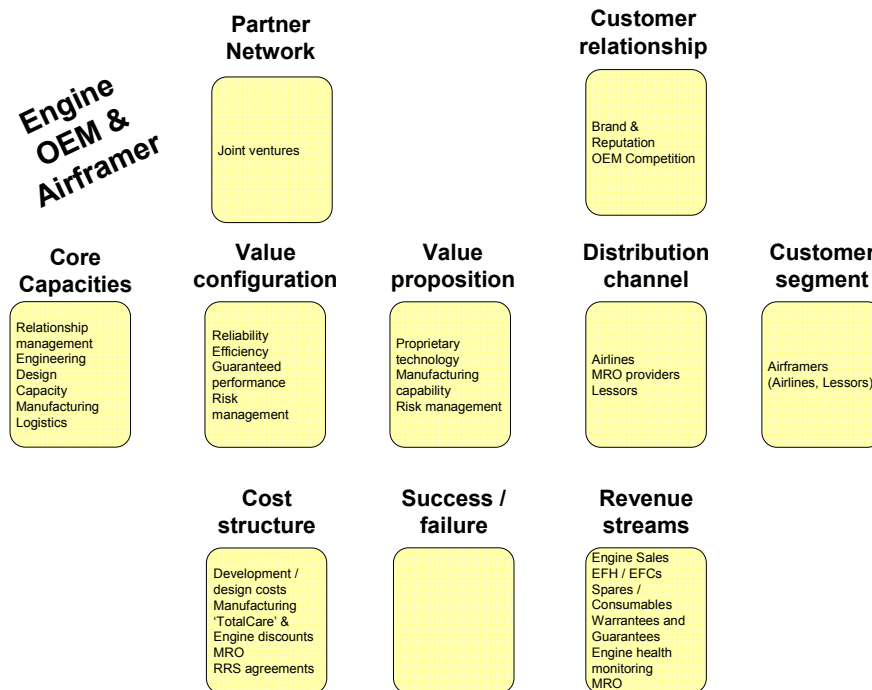 Engine
OEM &
Airframer
Partner
Network
Joint ventures
Customer
relationship
Brand &
Reputation
OEM Competition
Core
Capacities
Relationship
management
Engineering
Design
Capacity
Manufacturing
Logistics
Value
configuration
Reliability
Efficiency
Guaranteed
performance
Risk
management
Value
proposition
Proprietary
technology
Manufacturing
capability
Risk management
Distribution
channel
Airlines
MRO providers
Lessors
Customer
segment
Airframers
(Airlines, Lessors)
Cost
structure
Development /
design costs
Manufacturing
‘TotalCare’ &
Engine discounts
MRO
RRS agreements
Success /
failure
Revenue
streams
Engine Sales
EFH / EFCs
Spares /
Consumables
Warrantees and
Guarantees
Engine health
monitoring
MRO